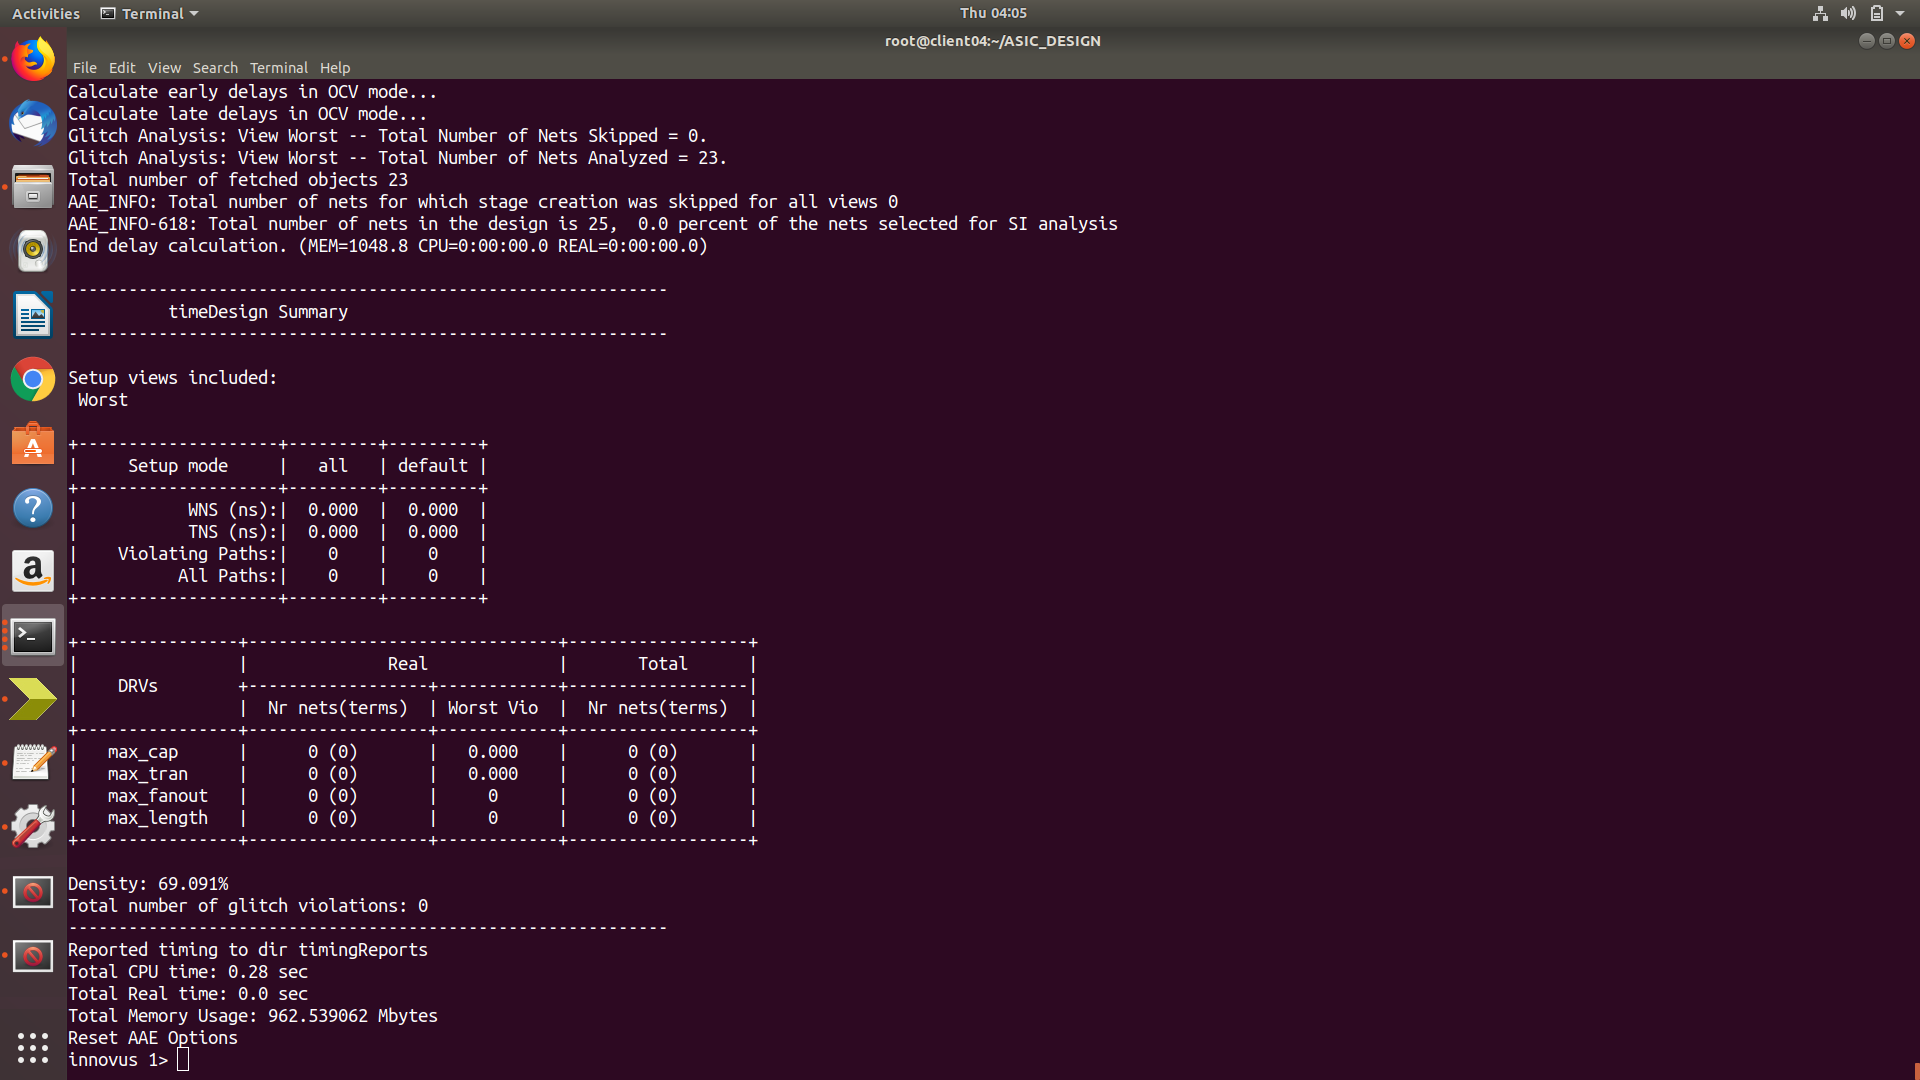 Activities Terminal Thu 04:05
root@client04:~/ASIC_DESIGN
File Edit View Search Terminal Help
Calculate early delays in OCV mode...
Calculate late delays in OCV mode...
Glitch Analysis: View Worst -- Total Number of Nets Skipped = 0.
Glitch Analysis: View Worst -- Total Number of Nets Analyzed = 23.
Total number of fetched objects 23
AAE_INFO: Total number of nets for which stage creation was skipped for all views 0
AAE_INFO-618: Total number of nets in the design is 25,  0.0 percent of the nets selected for SI analysis
End delay calculation. (MEM=1048.8 CPU=0:00:00.0 REAL=0:00:00.0)
------------------------------------------------------------
          timeDesign Summary
------------------------------------------------------------
Setup views included:
 Worst
+--------------------+---------+---------+
|     Setup mode     |   all   | default |
+--------------------+---------+---------+
|           WNS (ns):|  0.000  |  0.000  |
|           TNS (ns):|  0.000  |  0.000  |
|    Violating Paths:|    0    |    0    |
|          All Paths:|    0    |    0    |
+--------------------+---------+---------+
+----------------+-------------------------------+------------------+
|                |              Real             |       Total      |
|    DRVs        +------------------+------------+------------------|
|                |  Nr nets(terms)  | Worst Vio  |  Nr nets(terms)  |
+----------------+------------------+------------+------------------+
|   max_cap      |      0 (0)       |   0.000    |      0 (0)       |
|   max_tran     |      0 (0)       |   0.000    |      0 (0)       |
|   max_fanout   |      0 (0)       |     0      |      0 (0)       |
|   max_length   |      0 (0)       |     0      |      0 (0)       |
+----------------+------------------+------------+------------------+
Density: 69.091%
Total number of glitch violations: 0
------------------------------------------------------------
Reported timing to dir timingReports
Total CPU time: 0.28 sec
Total Real time: 0.0 sec
Total Memory Usage: 962.539062 Mbytes
Reset AAE Options
innovus 1>